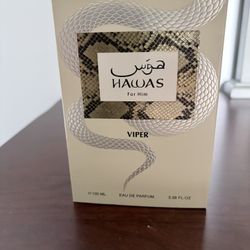 هوس
HAWAS
For Him
VIPER
℮ 100 ML
EAU DE PARFUM
3.38 FL.OZ